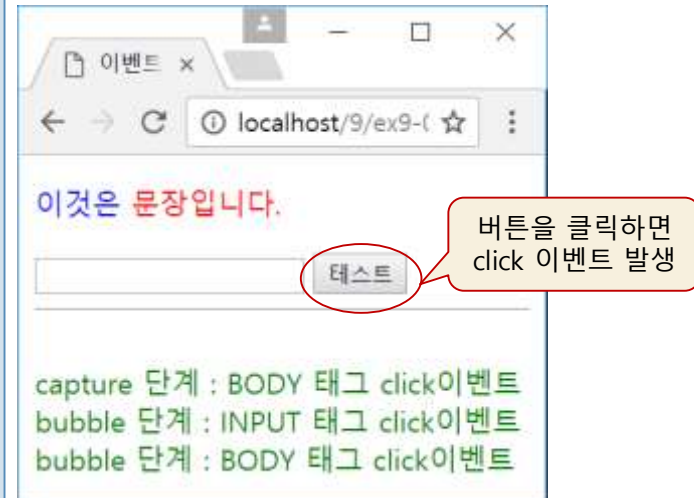 이벤트
localhost/9/ex9-(
이것은 문장입니다.
버튼을 클릭하면
click 이벤트 발생
테스트
capture 단계 : BODY 태그 click이벤트
bubble 단계 : INPUT 태그 click이벤트
bubble 단계 : BODY 태그 click이벤트